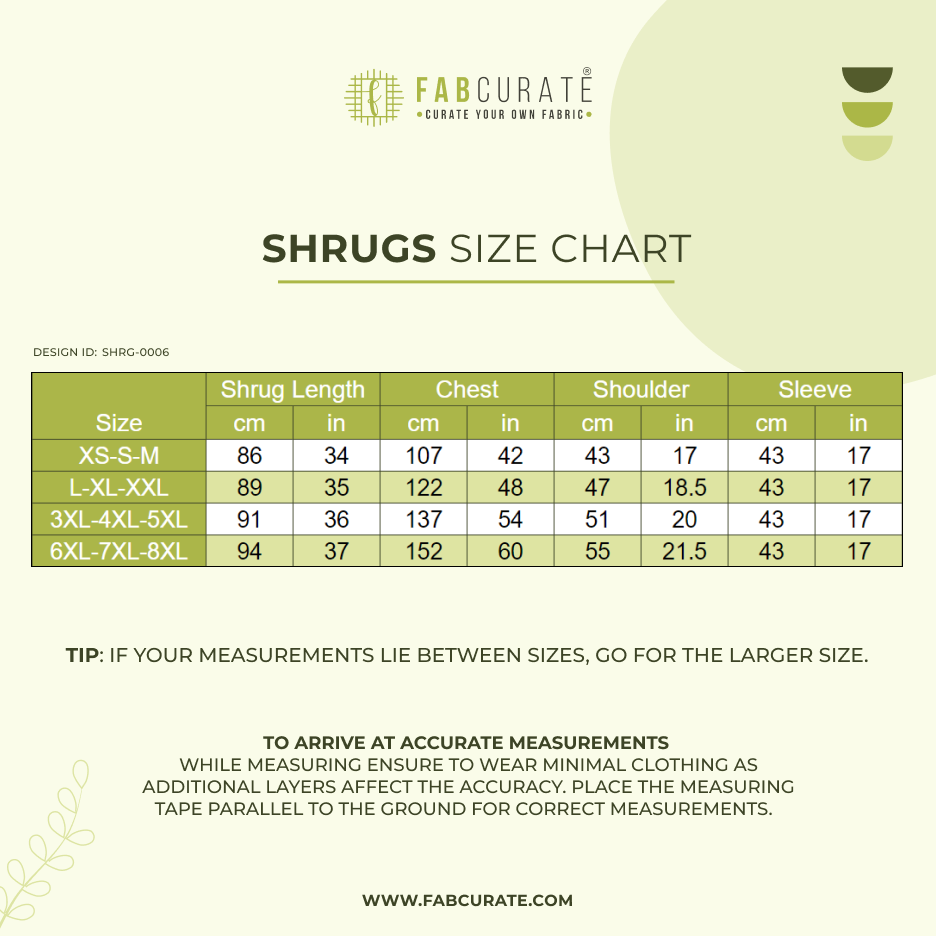 FABCURATE®
•CURATE YOUR OWN FABRIC•
SHRUGS SIZE CHART
DESIGN ID: SHRG-0006
Size Shrug Length Chest Shoulder Sleeve
cm in cm in cm in cm in
XS-S-M 86 34 107 42 43 17 43 17
L-XL-XXL 89 35 122 48 47 18.5 43 17
3XL-4XL-5XL 91 36 137 54 51 20 43 17
6XL-7XL-8XL 94 37 152 60 55 21.5 43 17
TIP: IF YOUR MEASUREMENTS LIE BETWEEN SIZES, GO FOR THE LARGER SIZE.
TO ARRIVE AT ACCURATE MEASUREMENTS
WHILE MEASURING ENSURE TO WEAR MINIMAL CLOTHING AS
ADDITIONAL LAYERS AFFECT THE ACCURACY. PLACE THE MEASURING
TAPE PARALLEL TO THE GROUND FOR CORRECT MEASUREMENTS.
WWW.FABCURATE.COM